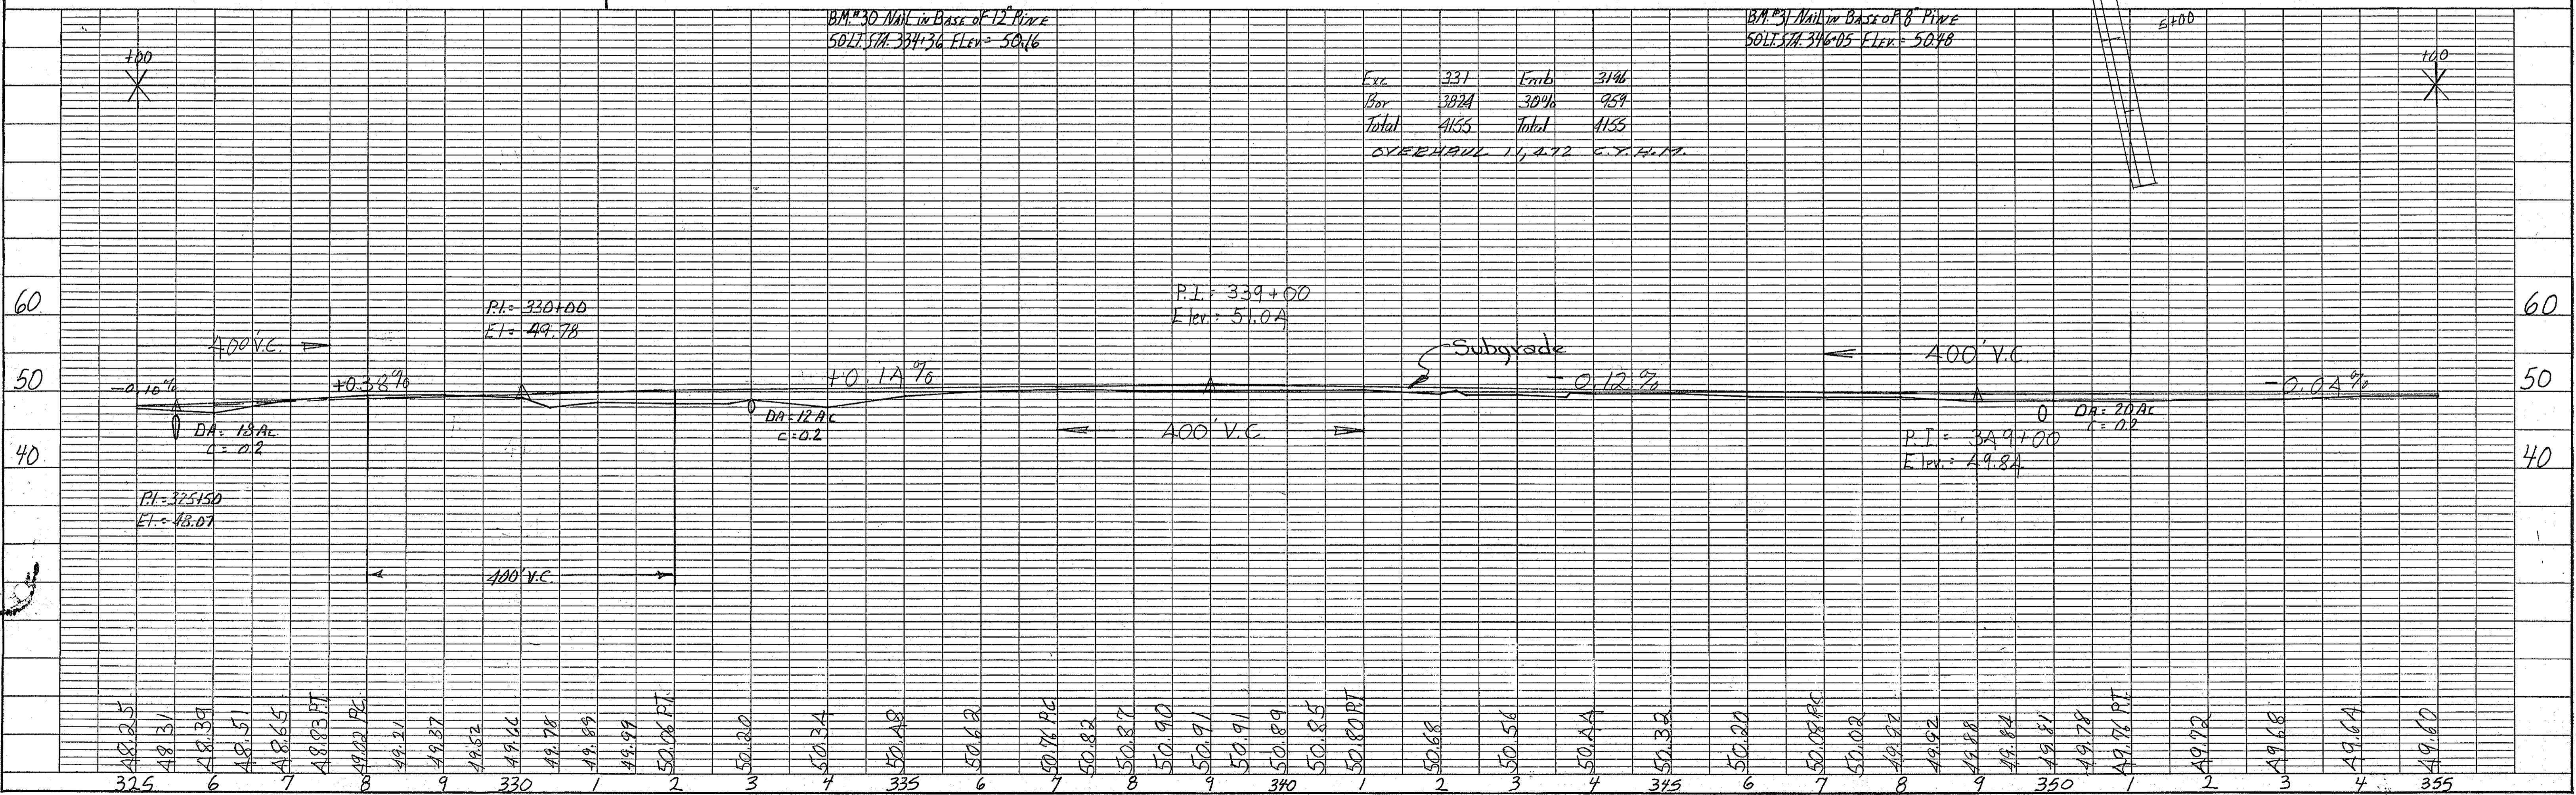 B.M.#30 NAIL IN BASE OF 12" PINE
50' LT. STA. 334+36 ELEV = 50.16
B.M.#31 NAIL IN BASE OF 8" PINE
50' LT. STA. 346+05 ELEV. = 50.48
5+00
+00
+00
Exc 331 Emb 3196
Bor 3824 30% 959
Total 4155 Total 4155
OVERHAUL 11,472 C.Y.H.M.
60
P.I. = 330+00
El = 49.78
P.I. = 339+00
Elev. = 51.04
60
400' V.C.
Subgrade
400' V.C.
50
-0.10%
+0.38%
+0.14%
-0.12%
-0.04%
50
DA = 18 AC.
C = 0.2
DA = 12 AC
C = 0.2
400' V.C.
DA = 20 AC
C = 0.2
P.I. = 349+00
Elev. = 49.84
40
40
P.I. = 325+50
El. = 48.07
400' V.C.
48.25 48.31 48.39 48.51 48.65 48.83 P.T. 49.02 P.C. 49.21 49.37 49.52 49.66 49.78 49.89 49.99 50.06 P.T. 50.20 50.34 50.48 50.62 50.76 P.C. 50.82 50.87 50.90 50.91 50.91 50.89 50.85 50.80 P.T. 50.68 50.56 50.44 50.32 50.20 50.08 P.C. 50.02 49.97 49.92 49.88 49.84 49.81 49.78 49.76 P.T. 49.72 49.68 49.64 49.60
325 6 7 8 9 330 1 2 3 4 335 6 7 8 9 340 1 2 3 4 345 6 7 8 9 350 1 2 3 4 355